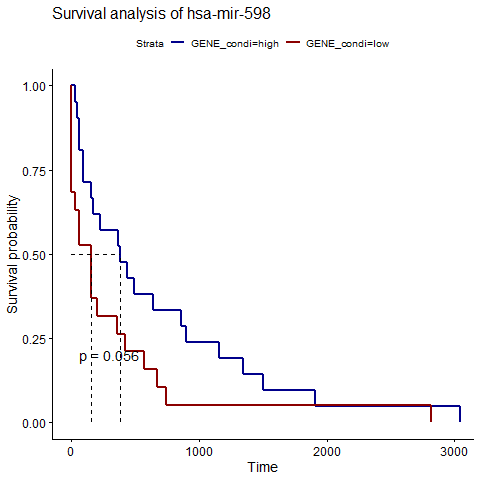 Survival analysis of hsa-mir-598
Strata GENE_condi=high GENE_condi=low
Survival probability
1.00
0.75
0.50
0.25
0.00
p = 0.056
0 1000 2000 3000
Time